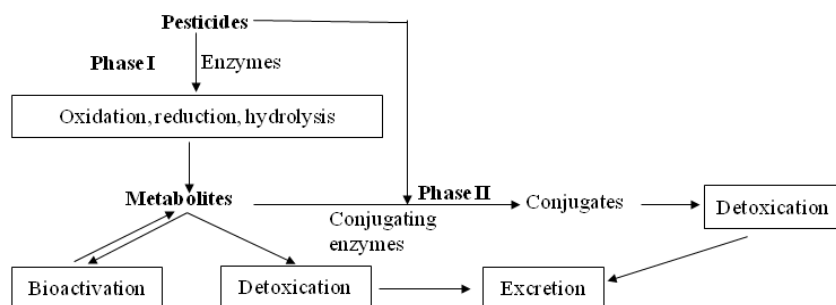 Pesticides
Phase I
Enzymes
Oxidation, reduction, hydrolysis
Metabolites
Phase II
Conjugating
enzymes
Conjugates
Detoxication
Bioactivation
Detoxication
Excretion